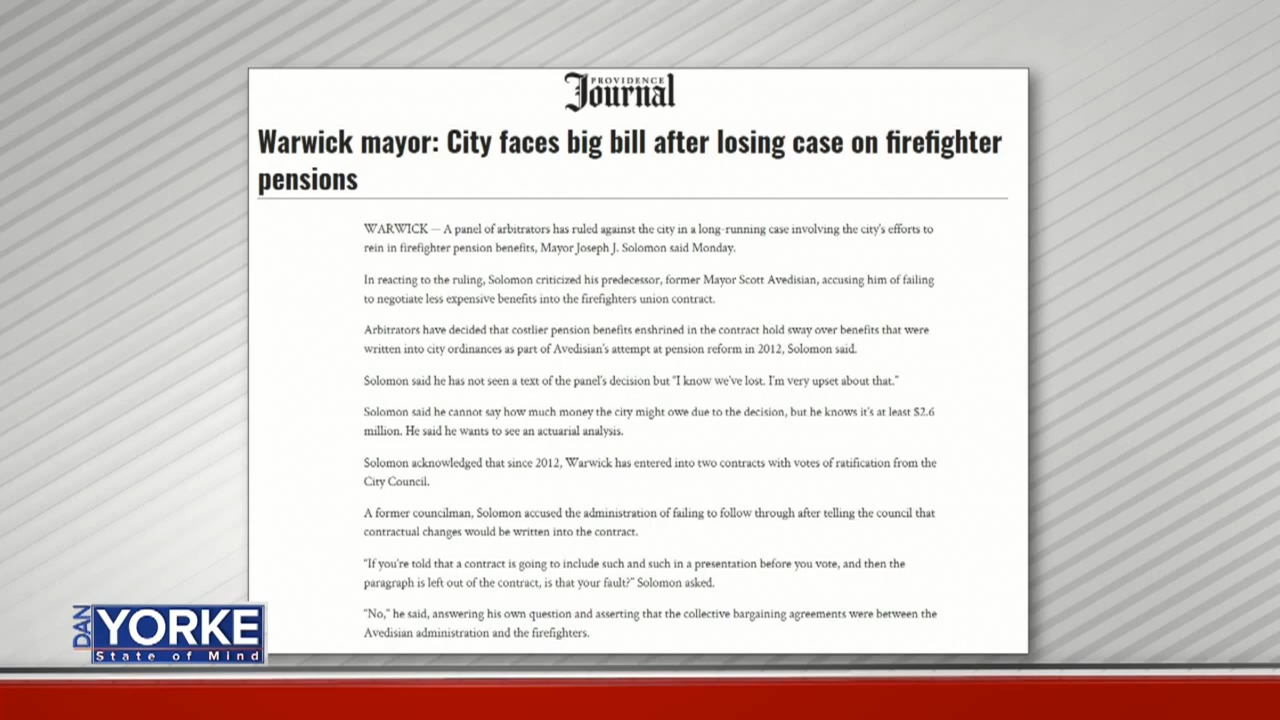 PROVIDENCE
Journal
Warwick mayor: City faces big bill after losing case on firefighter
pensions
WARWICK — A panel of arbitrators has ruled against the city in a long-running case involving the city's efforts to
rein in firefighter pension benefits, Mayor Joseph J. Solomon said Monday.
In reacting to the ruling, Solomon criticized his predecessor, former Mayor Scott Avedisian, accusing him of failing
to negotiate less expensive benefits into the firefighters union contract.
Arbitrators have decided that costlier pension benefits enshrined in the contract hold sway over benefits that were
written into city ordinances as part of Avedisian's attempt at pension reform in 2012, Solomon said.
Solomon said he has not seen a text of the panel's decision but "I know we've lost. I'm very upset about that."
Solomon said he cannot say how much money the city might owe due to the decision, but he knows it's at least $2.6
million. He said he wants to see an actuarial analysis.
Solomon acknowledged that since 2012, Warwick has entered into two contracts with votes of ratification from the
City Council.
A former councilman, Solomon accused the administration of failing to follow through after telling the council that
contractual changes would be written into the contract.
"If you're told that a contract is going to include such and such in a presentation before you vote, and then the
paragraph is left out of the contract, is that your fault?" Solomon asked.
"No," he said, answering his own question and asserting that the collective bargaining agreements were between the
Avedisian administration and the firefighters.
DAN
YORKE
State of Mind